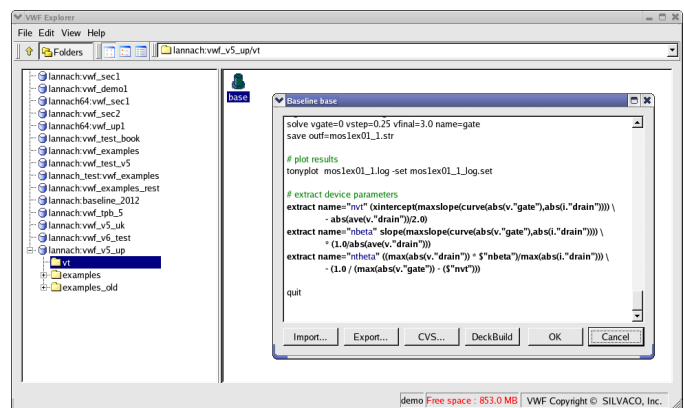 VWF Explorer
File Edit View Help
Folders
lannach:vwf_v5_up/vt
lannach:vwf_sec1
lannach:vwf_demo1
lannach64:vwf_sec1
lannach:vwf_sec2
lannach64:vwf_up1
lannach:vwf_test_book
lannach:vwf_examples
lannach:vwf_test_v5
lannach_test:vwf_examples
lannach:vwf_examples_rest
lannach:baseline_2012
lannach:vwf_tpb_5
lannach:vwf_v5_uk
lannach:vwf_v6_test
lannach:vwf_v5_up
vt
examples
examples_old
base
Baseline base
solve vgate=0 vstep=0.25 vfinal=3.0 name=gate
save outf=mos1ex01_1.str
# plot results
tonyplot mos1ex01_1.log -set mos1ex01_1_log.set
# extract device parameters
extract name="nvt" (xintercept(maxslope(curve(abs(v."gate"),abs(i."drain")))) \
- abs(ave(v."drain"))/2.0)
extract name="nbeta" slope(maxslope(curve(abs(v."gate"),abs(i."drain")))) \
* (1.0/abs(ave(v."drain")))
extract name="ntheta" ((max(abs(v."drain")) * $"nbeta")/max(abs(i."drain"))) \
- (1.0 / (max(abs(v."gate")) - ($"nvt")))
quit
Import... Export... CVS... DeckBuild OK Cancel
demo Free space : 853.0 MB VWF Copyright © SILVACO, Inc.